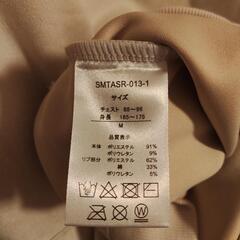 SMTASR-013-1
サイズ
チェスト 88～96
身長 165～175
M
品質表示
本体部分 ポリエステル 91%
ポリウレタン 9%
リブ部分 ポリエステル 62%
綿 33%
ポリウレタン 5%